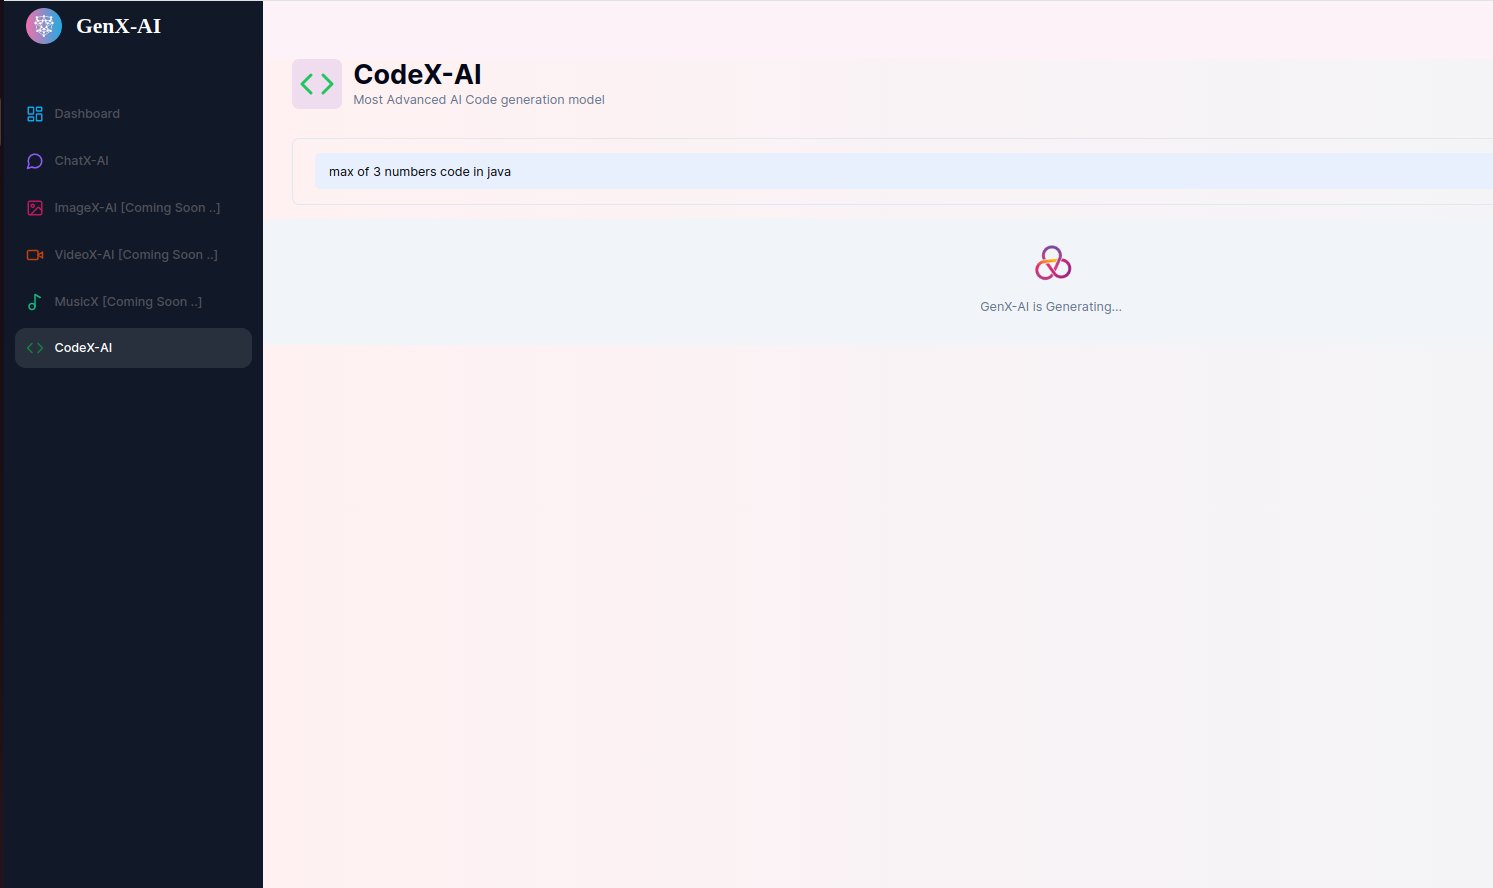 GenX-AI
Dashboard
ChatX-AI
ImageX-AI [Coming Soon ..]
VideoX-AI [Coming Soon ..]
MusicX [Coming Soon ..]
CodeX-AI
CodeX-AI
Most Advanced AI Code generation model
max of 3 numbers code in java
GenX-AI is Generating...